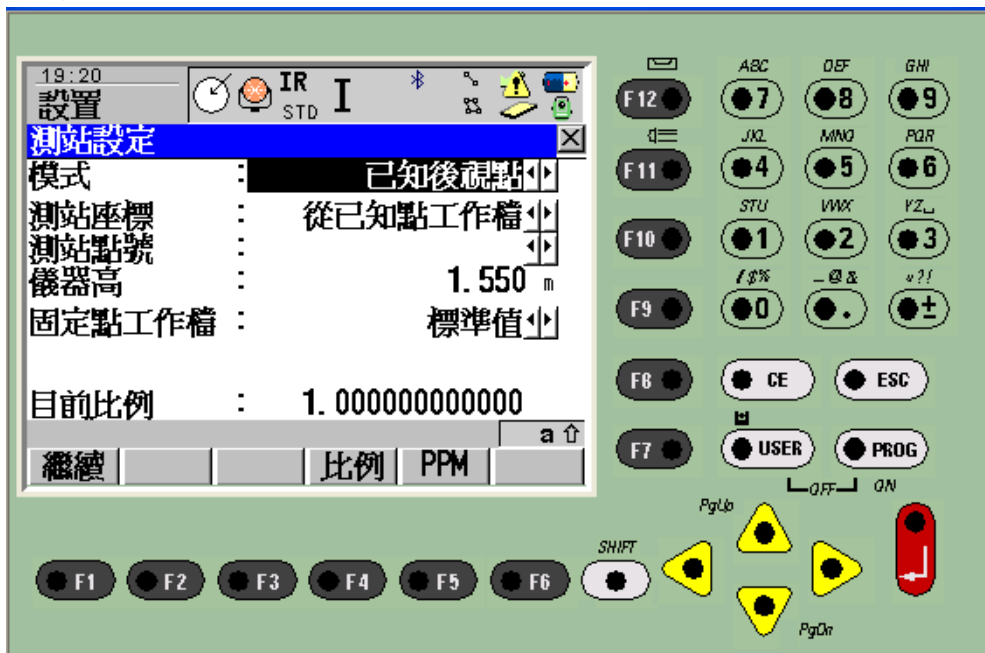 19:20
設置
IR
STD I
測站設定
模式 : 已知後視點
測站座標 : 從已知點工作檔
測站點號 :
儀器高 : 1.550 m
固定點工作檔 : 標準值
目前比例 : 1.000000000000
a
繼續 比例 PPM
ABC DEF GHI
F12 7 8 9
JKL MNO PQR
F11 4 5 6
STU VWX YZ
F10 1 2 3
/$% _@& *?!
F9 0 . ±
F8 CE ESC
F7 USER PROG
OFF ON
PgUp
SHIFT
F1 F2 F3 F4 F5 F6
PgDn